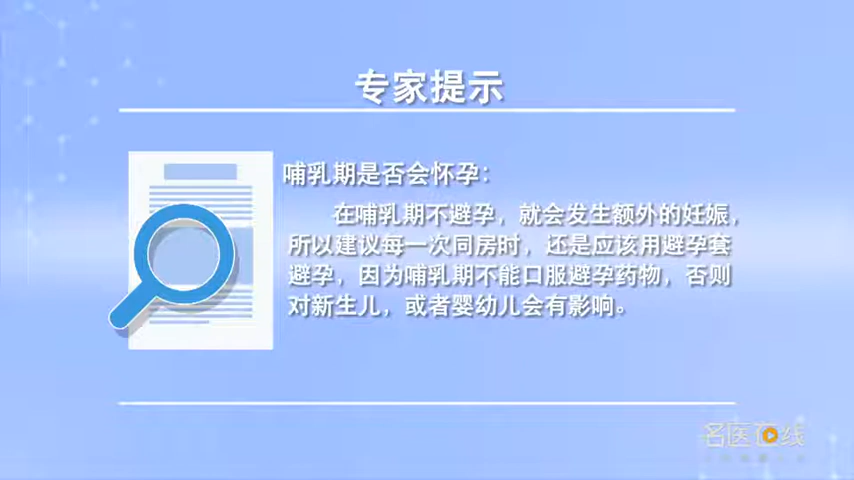 专家提示
哺乳期是否会怀孕：
在哺乳期不避孕，就会发生额外的妊娠，
所以建议每一次同房时，还是应该用避孕套
避孕，因为哺乳期不能口服避孕药物，否则
对新生儿，或者婴幼儿会有影响。
名医在线